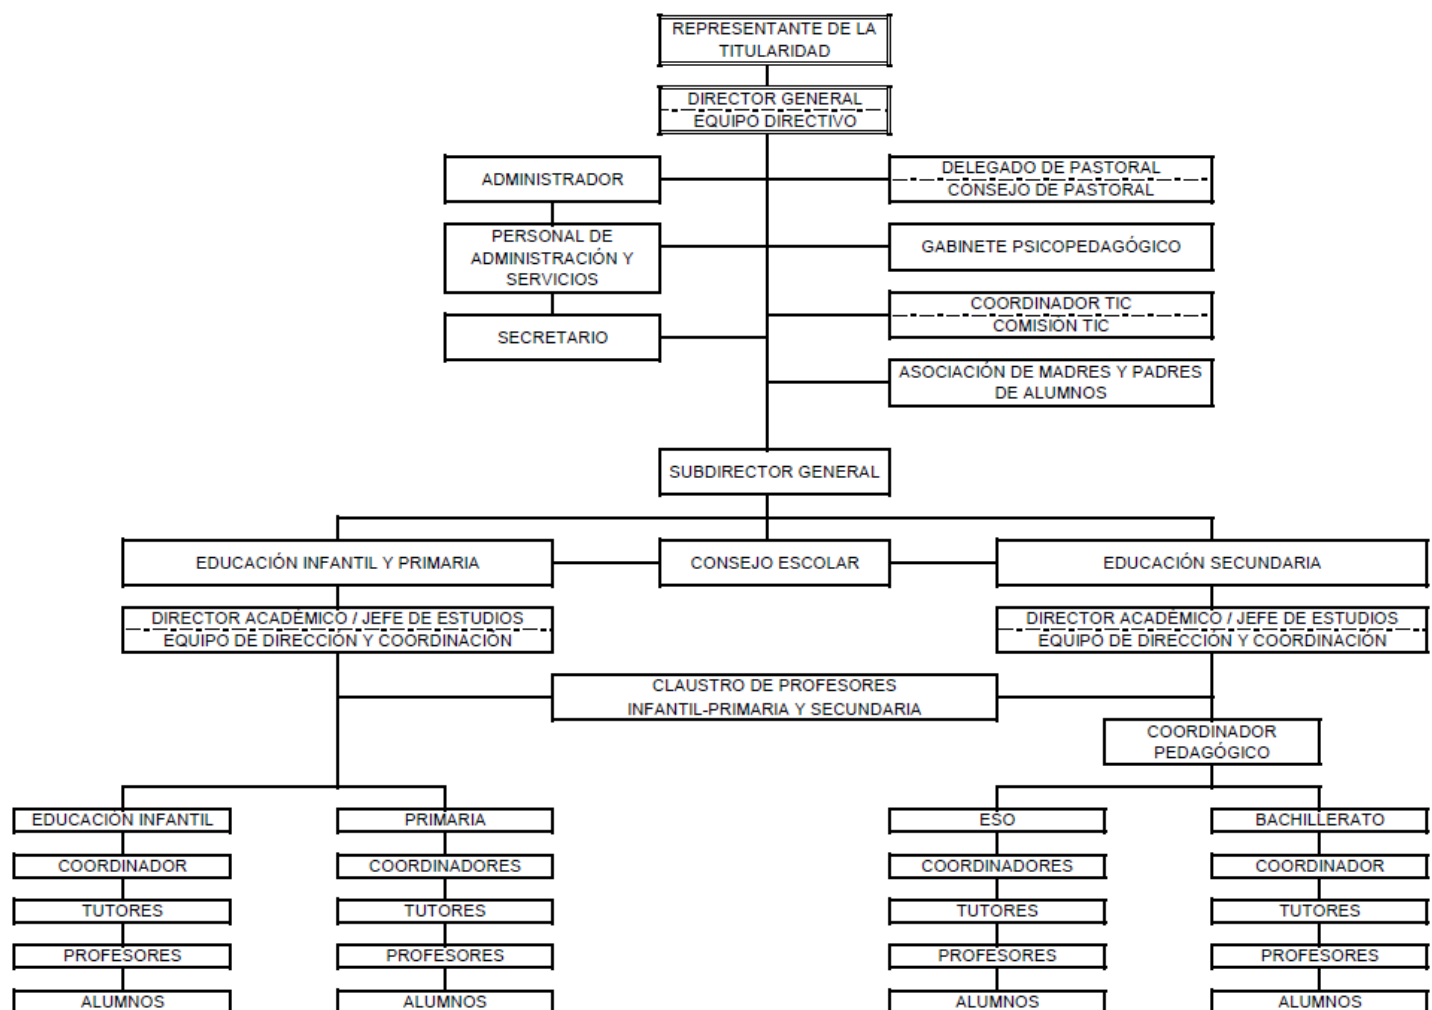 REPRESENTANTE DE LA
TITULARIDAD
DIRECTOR GENERAL
EQUIPO DIRECTIVO
ADMINISTRADOR
DELEGADO DE PASTORAL
CONSEJO DE PASTORAL
PERSONAL DE
ADMINISTRACIÓN Y
SERVICIOS
GABINETE PSICOPEDAGÓGICO
COORDINADOR TIC
COMISIÓN TIC
SECRETARIO
ASOCIACIÓN DE MADRES Y PADRES
DE ALUMNOS
SUBDIRECTOR GENERAL
EDUCACIÓN INFANTIL Y PRIMARIA
CONSEJO ESCOLAR
EDUCACIÓN SECUNDARIA
DIRECTOR ACADÉMICO / JEFE DE ESTUDIOS
EQUIPO DE DIRECCIÓN Y COORDINACIÓN
DIRECTOR ACADÉMICO / JEFE DE ESTUDIOS
EQUIPO DE DIRECCIÓN Y COORDINACIÓN
CLAUSTRO DE PROFESORES
INFANTIL-PRIMARIA Y SECUNDARIA
COORDINADOR
PEDAGÓGICO
EDUCACIÓN INFANTIL
PRIMARIA
ESO
BACHILLERATO
COORDINADOR
COORDINADORES
COORDINADORES
COORDINADOR
TUTORES
TUTORES
TUTORES
TUTORES
PROFESORES
PROFESORES
PROFESORES
PROFESORES
ALUMNOS
ALUMNOS
ALUMNOS
ALUMNOS